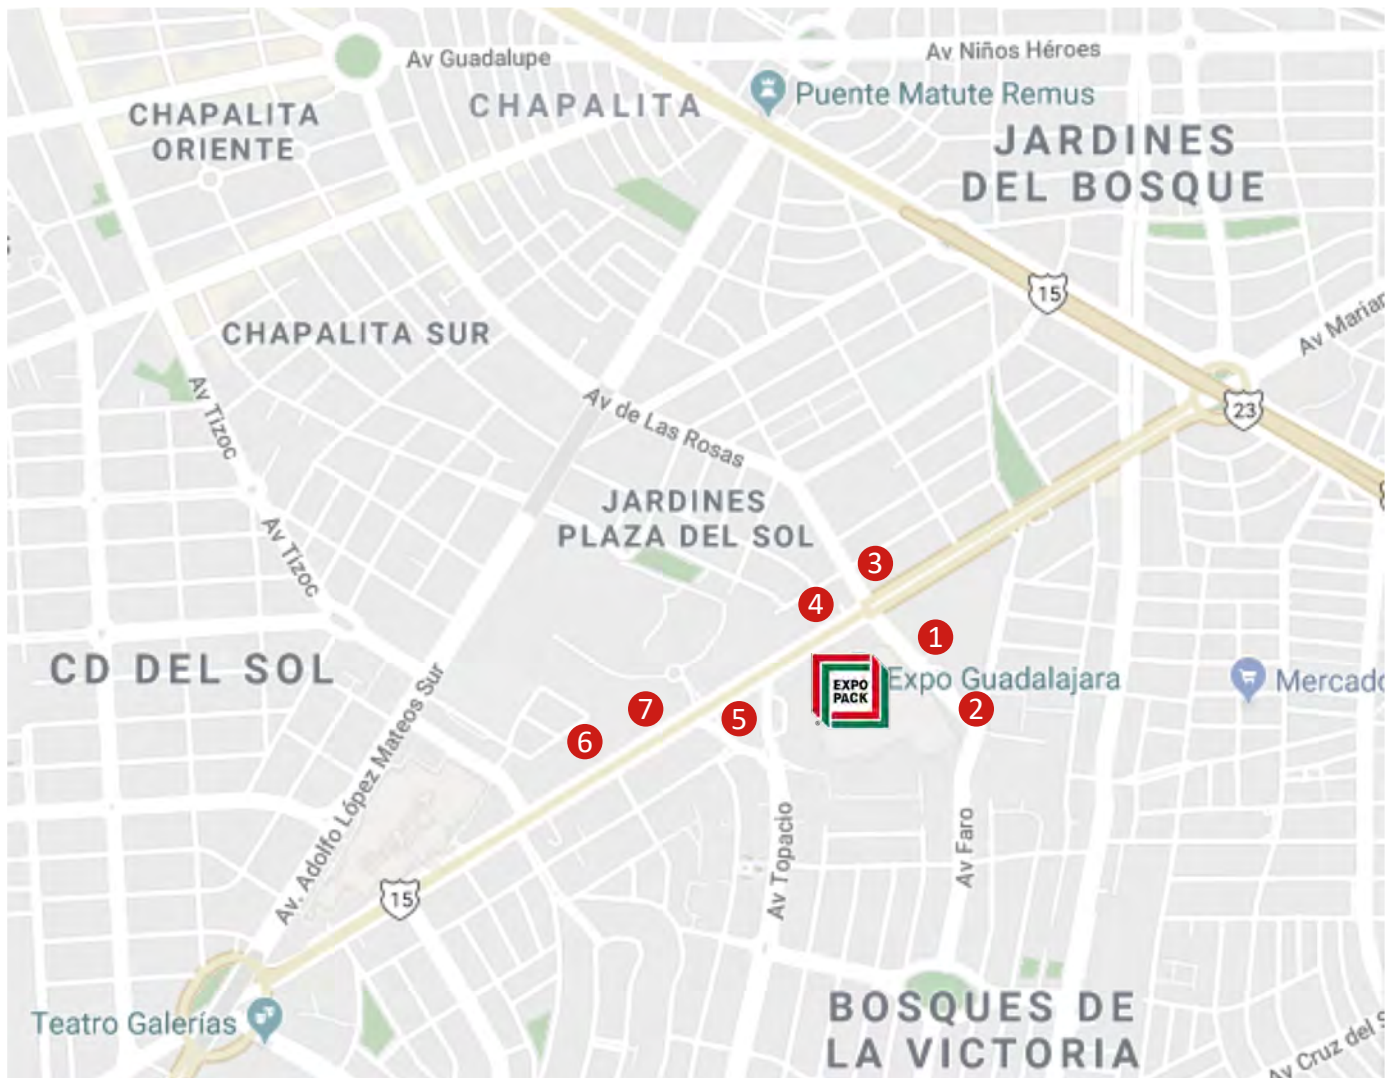 Av Guadalupe
Av Niños Héroes
CHAPALITA
Puente Matute Remus
CHAPALITA
ORIENTE
JARDINES
DEL BOSQUE
15
CHAPALITA SUR
Av Marian
Av Tizoc
23
Av de Las Rosas
JARDINES
PLAZA DEL SOL
Av Tizoc
3
4
1
CD DEL SOL
EXPO
PACK
Expo Guadalajara
Mercado
7
5
2
6
Av. Adolfo López Mateos Sur
Av Topacio
Av Faro
15
Teatro Galerías
BOSQUES DE
LA VICTORIA
Av Cruz del S